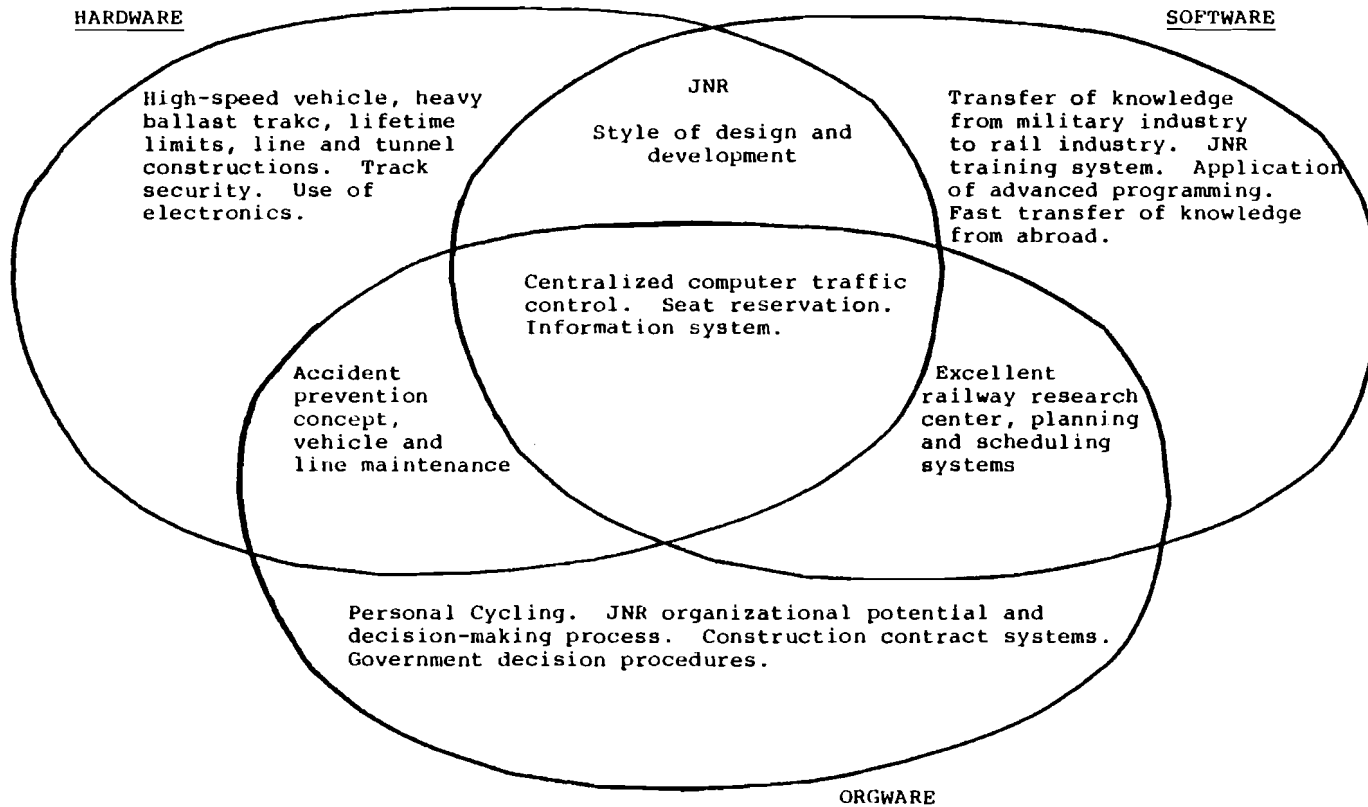 HARDWARE
SOFTWARE
High-speed vehicle, heavy
ballast trakc, lifetime
limits, line and tunnel
constructions. Track
security. Use of
electronics.
JNR
Style of design and
development
Transfer of knowledge
from military industry
to rail industry. JNR
training system. Application
of advanced programming.
Fast transfer of knowledge
from abroad.
Centralized computer traffic
control. Seat reservation.
Information system.
Accident
prevention
concept,
vehicle and
line maintenance
Excellent
railway research
center, planning
and scheduling
systems
Personal Cycling. JNR organizational potential and
decision-making process. Construction contract systems.
Government decision procedures.
ORGWARE